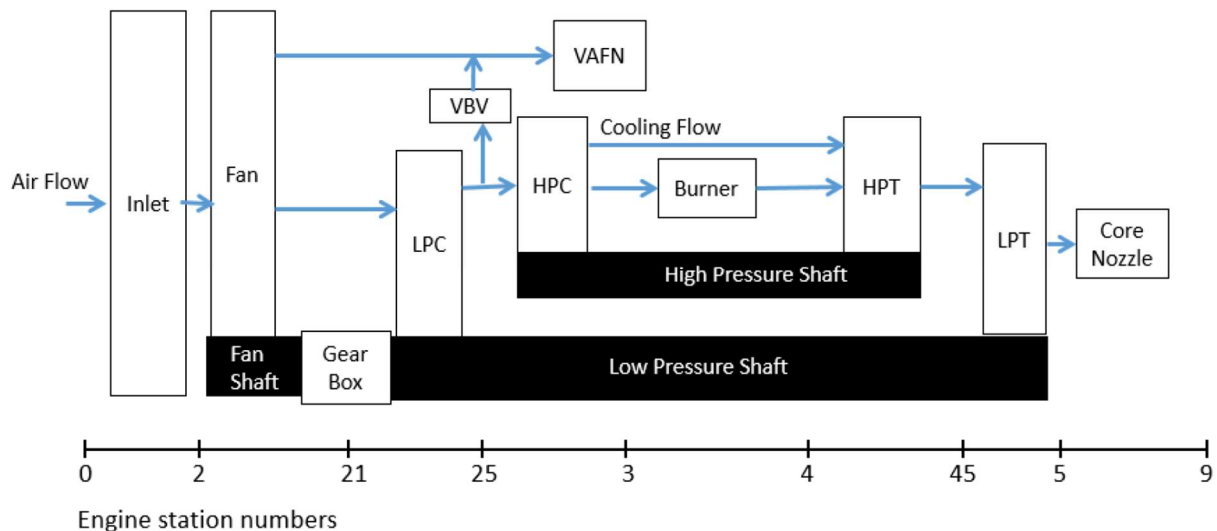 VAFN
VBV
Cooling Flow
Air Flow
Inlet
Fan
LPC
HPC
Burner
HPT
LPT
Core
Nozzle
High Pressure Shaft
Fan
Shaft
Gear
Box
Low Pressure Shaft
0 2 21 25 3 4 45 5 9
Engine station numbers